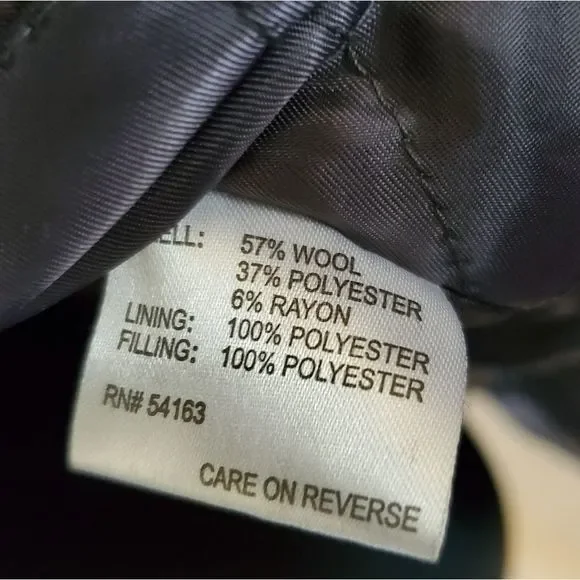 57% WOOL
37% POLYESTER
6% RAYON
LINING: 100% POLYESTER
FILLING: 100% POLYESTER
RN# 54163
CARE ON REVERSE